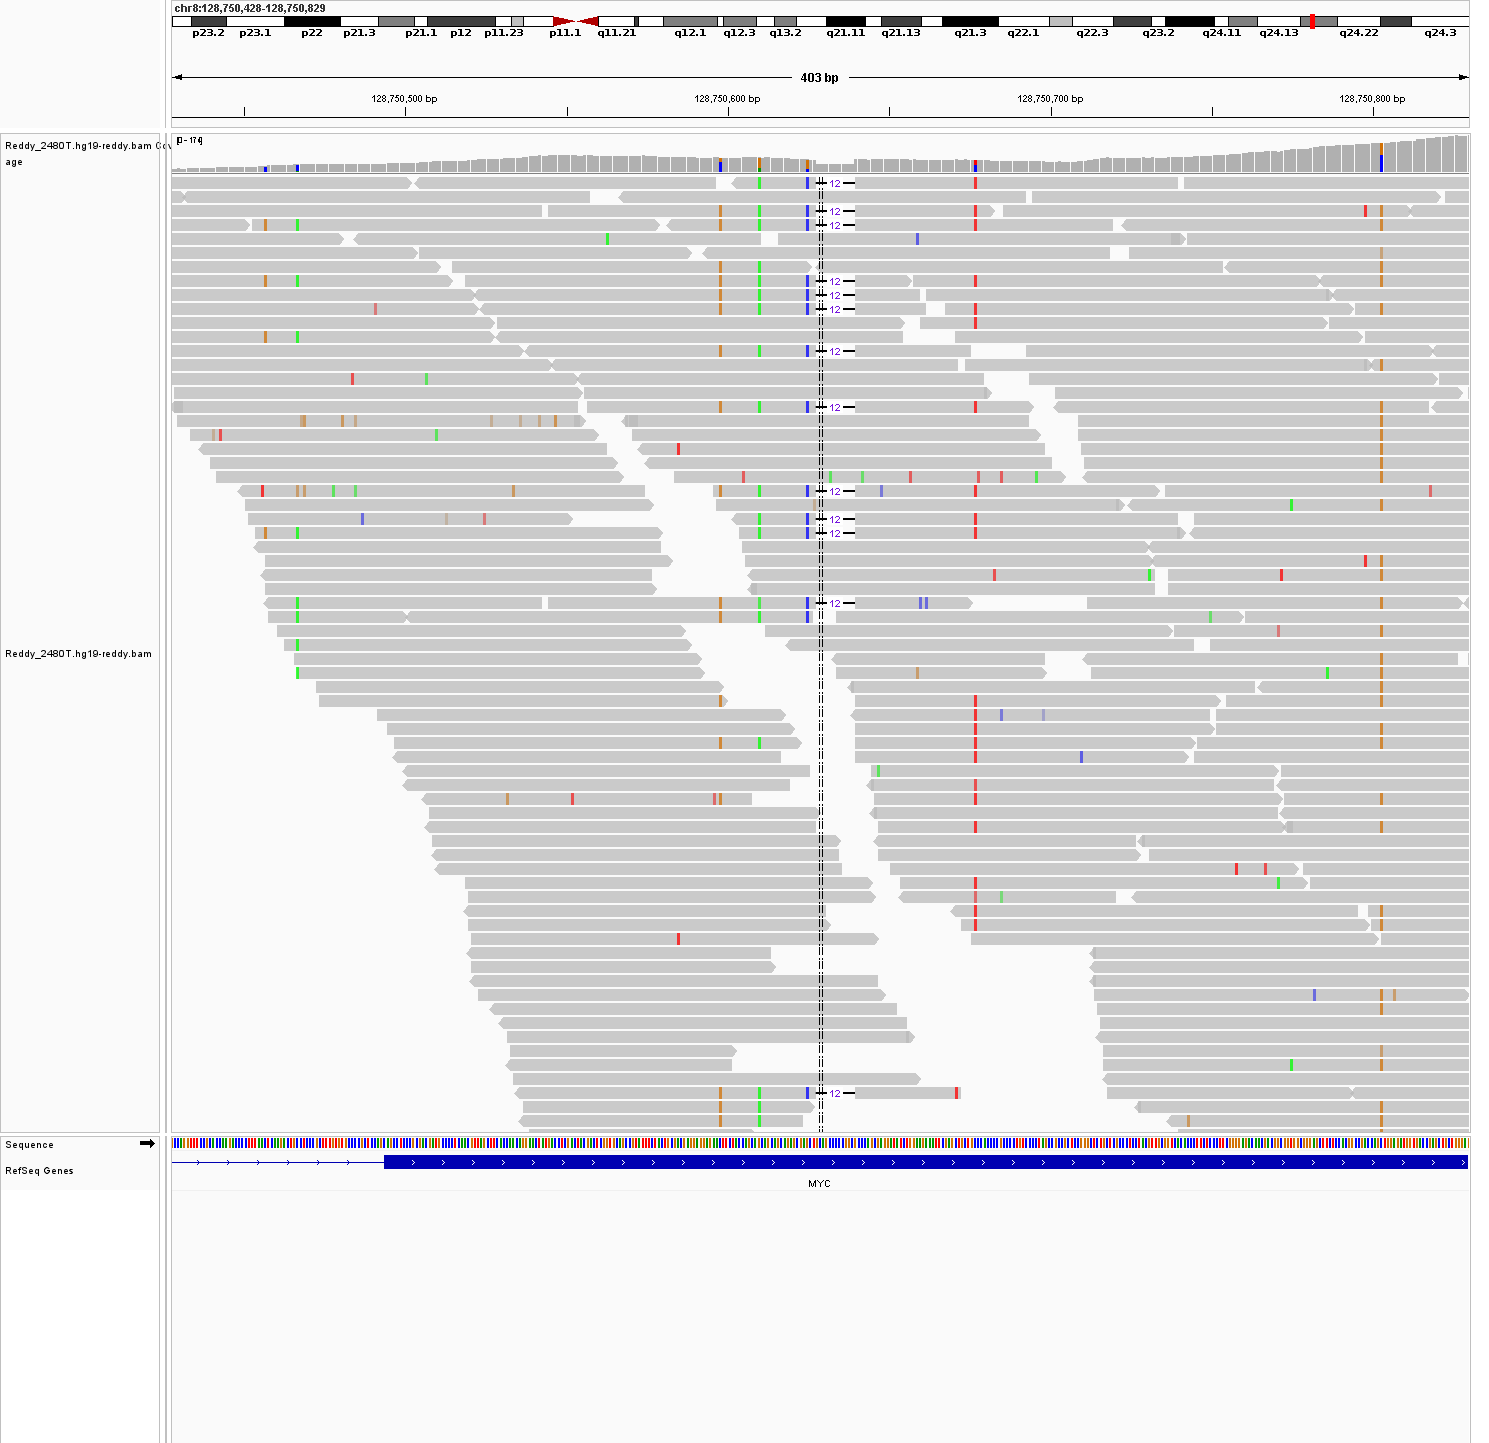 chr8:128,750,428-128,750,829
p23.2 p23.1 p22 p21.3 p21.1 p12 p11.23 p11.1 q11.21 q12.1 q12.3 q13.2 q21.11 q21.13 q21.3 q22.1 q22.3 q23.2 q24.11 q24.13 q24.22 q24.3
403 bp
128,750,500 bp 128,750,600 bp 128,750,700 bp 128,750,800 bp
Reddy_2480T.hg19-reddy.bam Cov
age
[0 - 174]
12
12
12
12
12
12
12
12
12
12
12
12
12
Reddy_2480T.hg19-reddy.bam
Sequence
RefSeq Genes
MYC